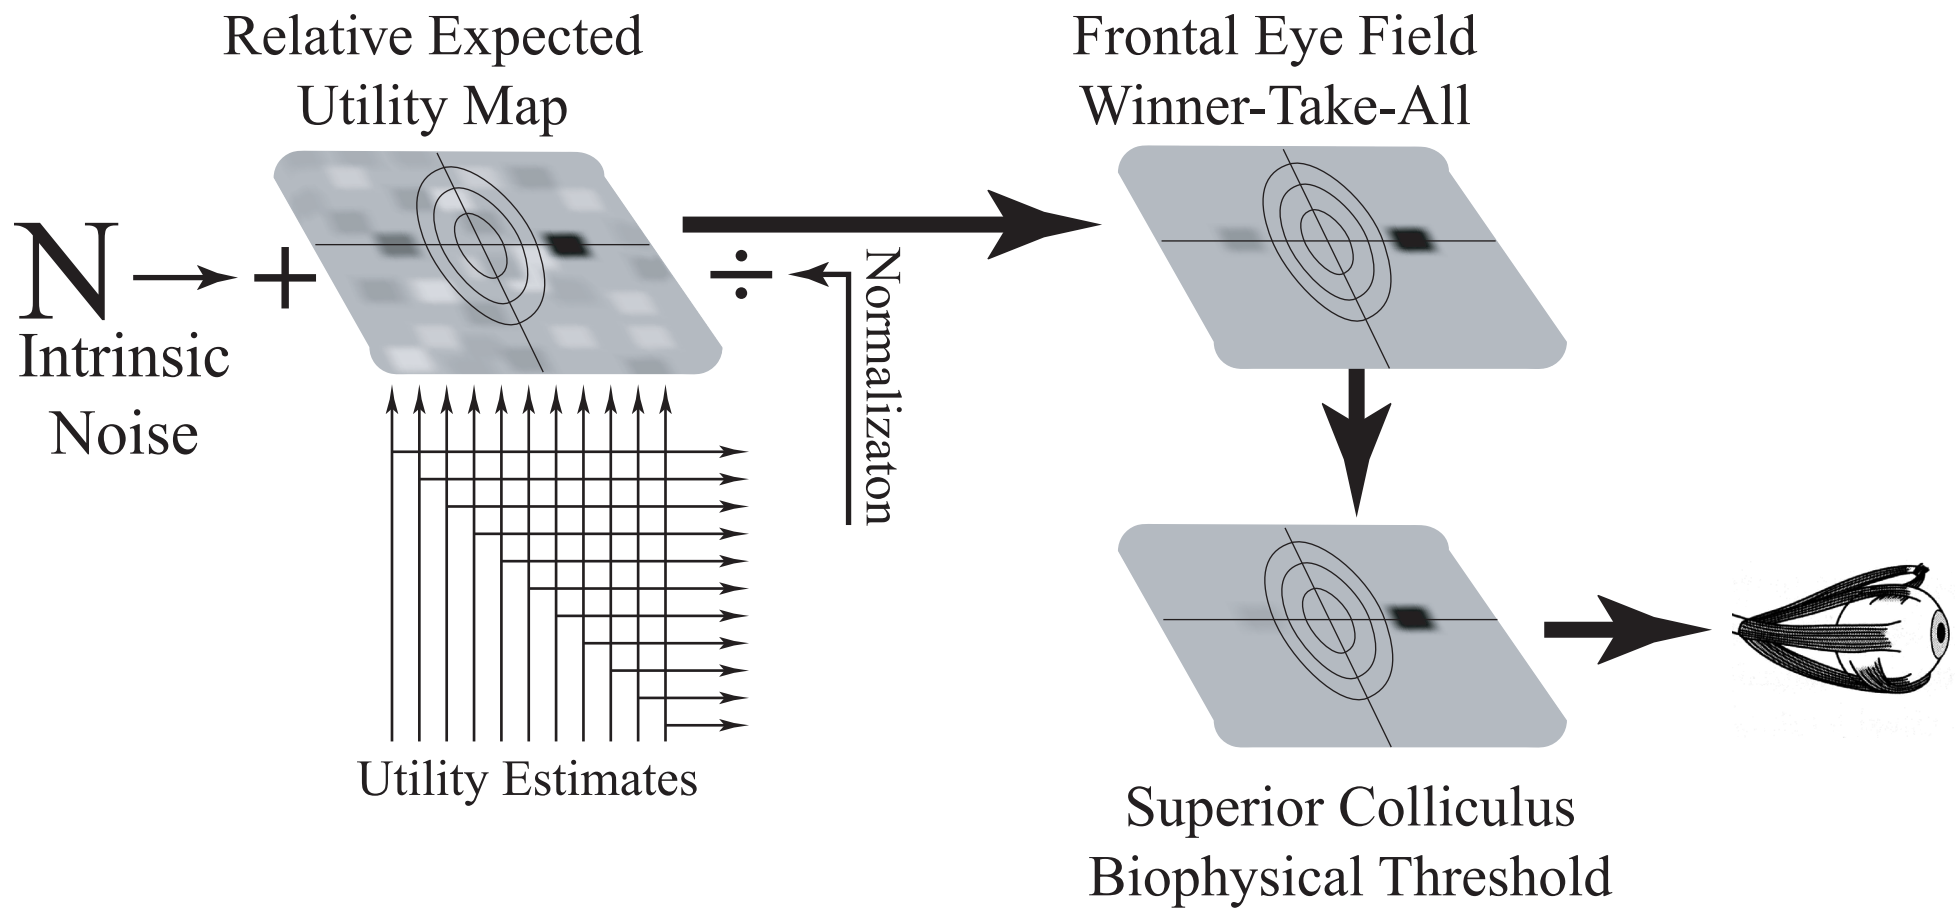 Relative Expected
Utility Map
Frontal Eye Field
Winner-Take-All
N
+
÷
Intrinsic
Noise
Normalizaton
Utility Estimates
Superior Colliculus
Biophysical Threshold